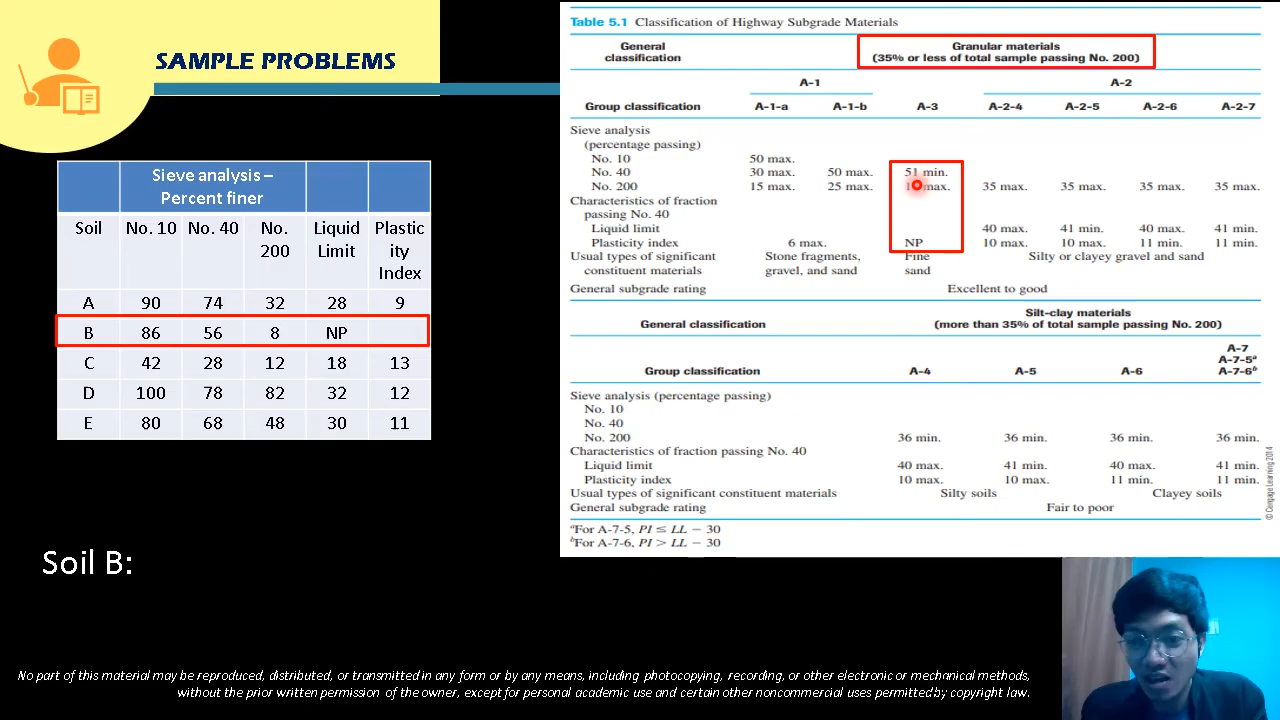 SAMPLE PROBLEMS
Sieve analysis –
Percent finer
Soil No. 10 No. 40 No. 200 Liquid Limit Plasticity Index
A 90 74 32 28 9
B 86 56 8 NP
C 42 28 12 18 13
D 100 78 82 32 12
E 80 68 48 30 11
Soil B:
Table 5.1 Classification of Highway Subgrade Materials
General classification Granular materials (35% or less of total sample passing No. 200)
A-1 A-2
Group classification A-1-a A-1-b A-3 A-2-4 A-2-5 A-2-6 A-2-7
Sieve analysis
(percentage passing)
No. 10 50 max.
No. 40 30 max. 50 max. 51 min.
No. 200 15 max. 25 max. max. 35 max. 35 max. 35 max. 35 max.
Characteristics of fraction
passing No. 40
Liquid limit 40 max. 41 min. 40 max. 41 min.
Plasticity index 6 max. NP 10 max. 10 max. 11 min. 11 min.
Usual types of significant Stone fragments, Fine Silty or clayey gravel and sand
constituent materials gravel, and sand sand
General subgrade rating Excellent to good
General classification Silt-clay materials (more than 35% of total sample passing No. 200)
A-7
A-7-5ᵃ
Group classification A-4 A-5 A-6 A-7-6ᵇ
Sieve analysis (percentage passing)
No. 10
No. 40
No. 200 36 min. 36 min. 36 min. 36 min.
Characteristics of fraction passing No. 40
Liquid limit 40 max. 41 min. 40 max. 41 min.
Plasticity index 10 max. 10 max. 11 min. 11 min.
Usual types of significant constituent materials Silty soils Clayey soils
General subgrade rating Fair to poor
ᵃFor A-7-5, PI ≤ LL − 30
ᵇFor A-7-6, PI > LL − 30
© Cengage Learning 2014
No part of this material may be reproduced, distributed, or transmitted in any form or by any means, including photocopying, recording, or other electronic or mechanical methods,
without the prior written permission of the owner, except for personal academic use and certain other noncommercial uses permitted by copyright law.